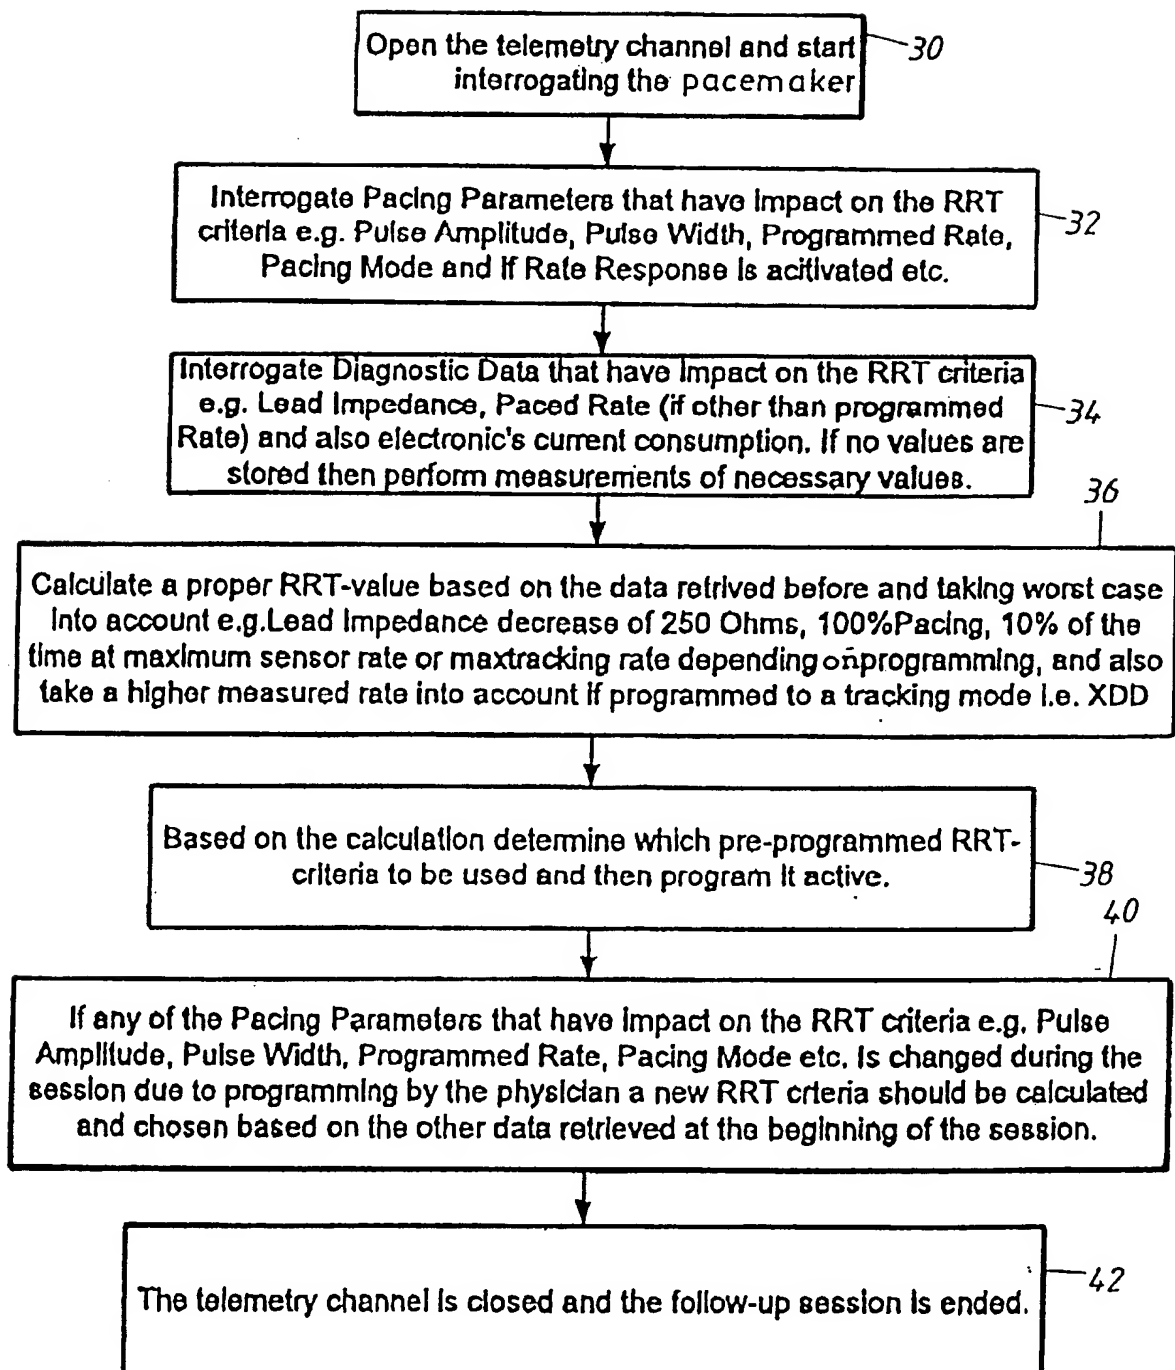 Open the telemetry channel and start
interrogating the pacemaker
30
Interrogate Pacing Parameters that have impact on the RRT
criteria e.g. Pulse Amplitude, Pulse Width, Programmed Rate,
Pacing Mode and if Rate Response is acitivated etc.
32
Interrogate Diagnostic Data that have impact on the RRT criteria
e.g. Lead Impedance, Paced Rate (if other than programmed
Rate) and also electronic's current consumption. If no values are
stored then perform measurements of necessary values.
34
36
Calculate a proper RRT-value based on the data retrived before and taking worst case
into account e.g.Lead Impedance decrease of 250 Ohms, 100%Pacing, 10% of the
time at maximum sensor rate or maxtracking rate depending on programming, and also
take a higher measured rate into account if programmed to a tracking mode i.e. XDD
Based on the calculation determine which pre-programmed RRT-
criteria to be used and then program it active.
38
40
If any of the Pacing Parameters that have impact on the RRT criteria e.g. Pulse
Amplitude, Pulse Width, Programmed Rate, Pacing Mode etc. is changed during the
session due to programming by the physician a new RRT crteria should be calculated
and chosen based on the other data retrieved at the beginning of the session.
The telemetry channel is closed and the follow-up session is ended.
42